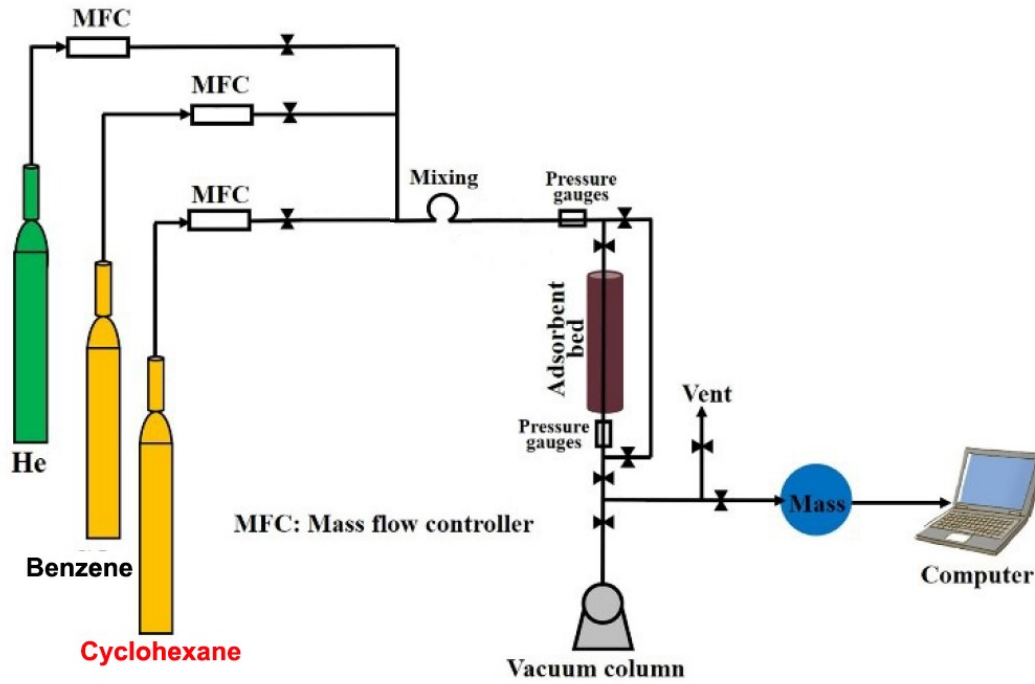 MFC
MFC
MFC
Mixing
Pressure
gauges
Adsorbent
bed
Pressure
gauges
Vent
He
Mass
MFC: Mass flow controller
Benzene
Computer
Cyclohexane
Vacuum column